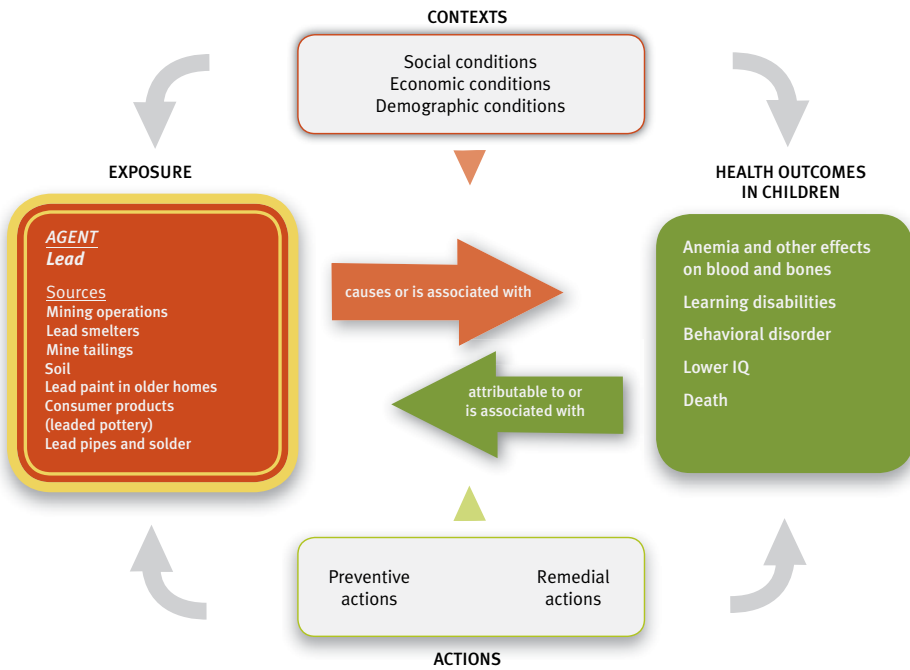 CONTEXTS
Social conditions
Economic conditions
Demographic conditions
EXPOSURE
AGENT
Lead
Sources
Mining operations
Lead smelters
Mine tailings
Soil
Lead paint in older homes
Consumer products
(leaded pottery)
Lead pipes and solder
causes or is associated with
attributable to or
is associated with
HEALTH OUTCOMES
IN CHILDREN
Anemia and other effects
on blood and bones
Learning disabilities
Behavioral disorder
Lower IQ
Death
Preventive
actions
Remedial
actions
ACTIONS